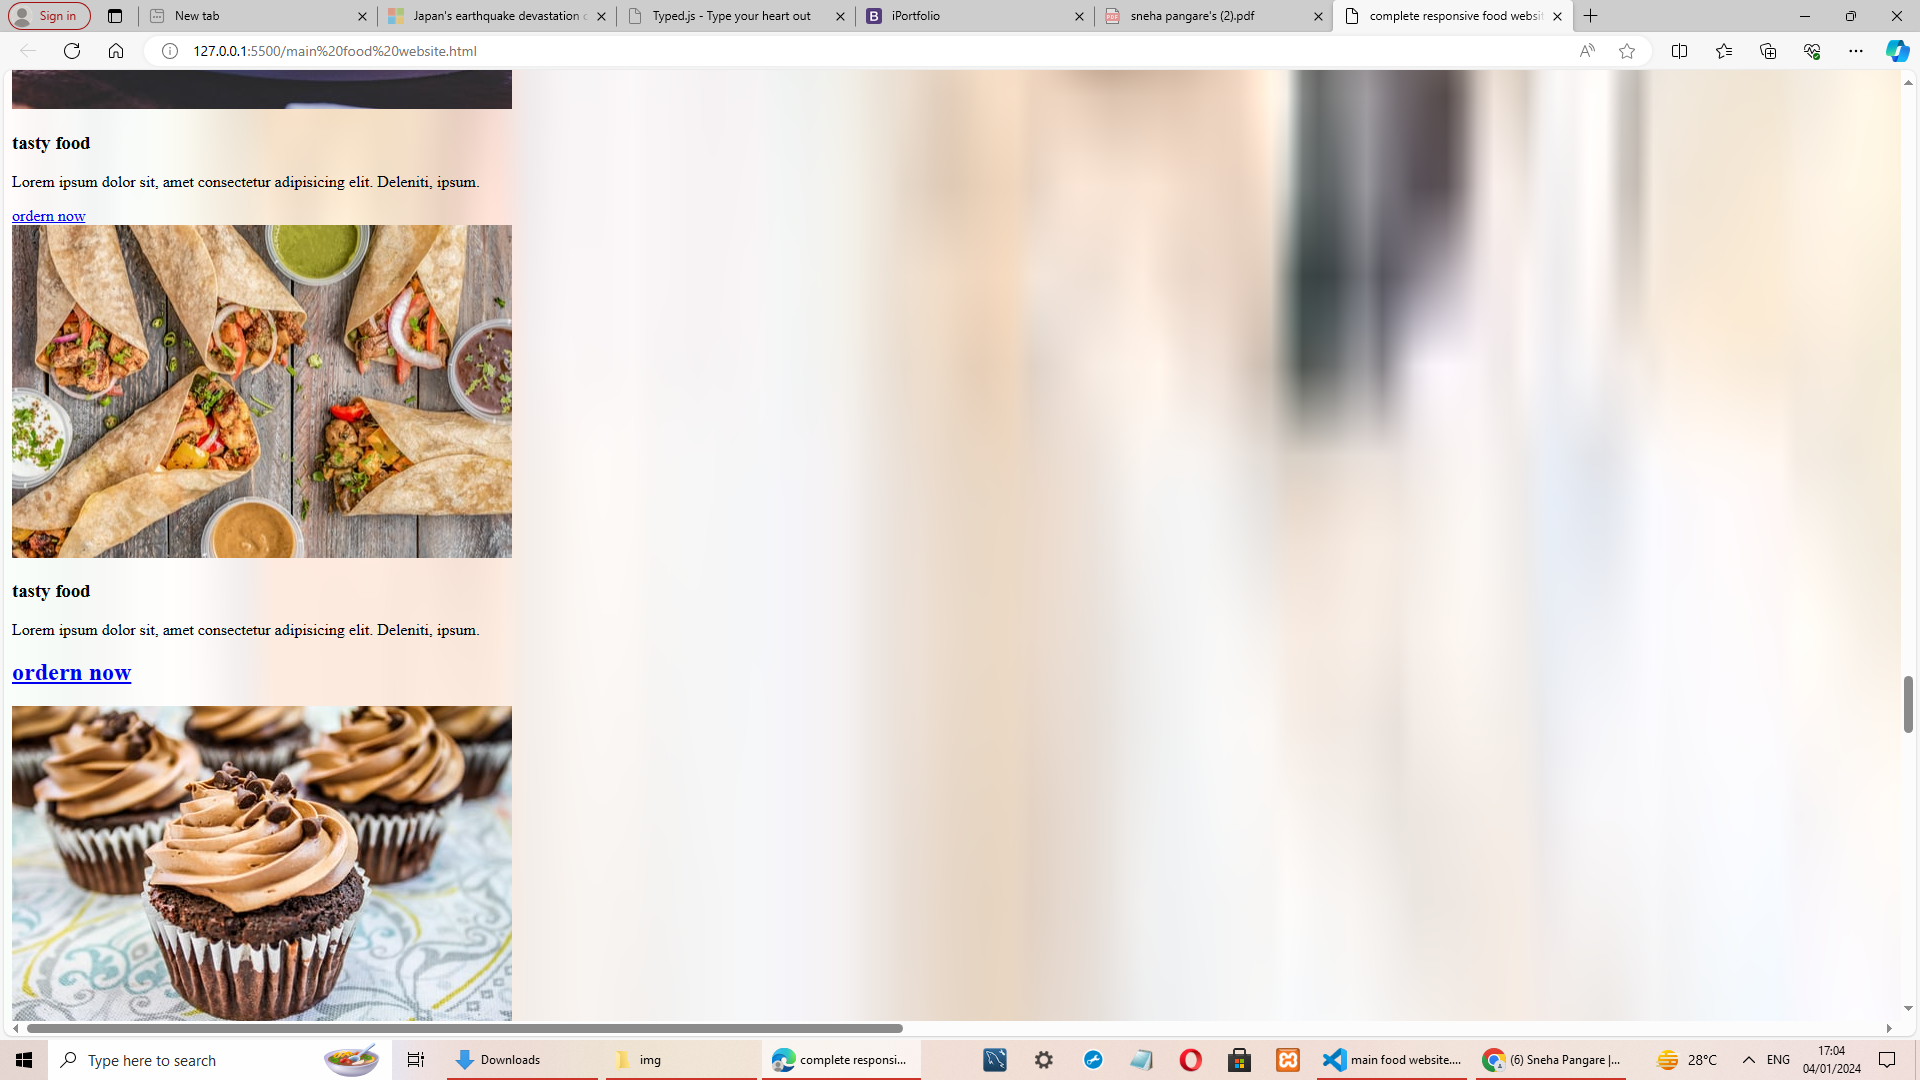 Sign in
New tab
Japan's earthquake devastation
Typed.js - Type your heart out
iPortfolio
PDF
sneha pangare's (2).pdf
complete responsive food websit
127.0.0.1:5500/main%20food%20website.html
tasty food
Lorem ipsum dolor sit, amet consectetur adipisicing elit. Deleniti, ipsum.
ordern now
tasty food
Lorem ipsum dolor sit, amet consectetur adipisicing elit. Deleniti, ipsum.
ordern now
Type here to search
Downloads
img
complete responsi...
main food website....
(6) Sneha Pangare |...
28°C
ENG
17:04
04/01/2024